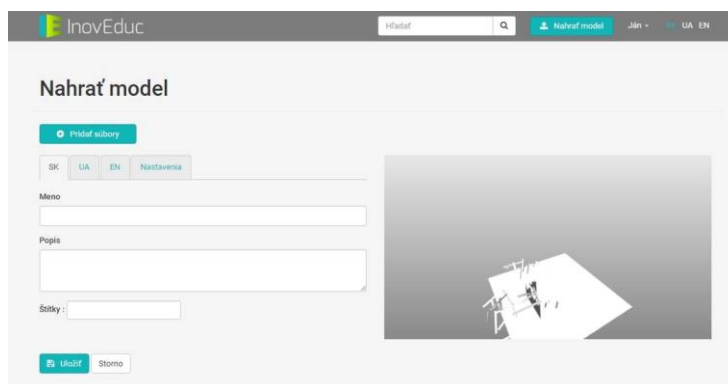 InovEduc
Hľadať
Nahrať model
Ján
UA EN
Nahrať model
Pridať súbory
SK UA EN Nastavenia
Meno
Popis
Štítky :
Uložiť Storno